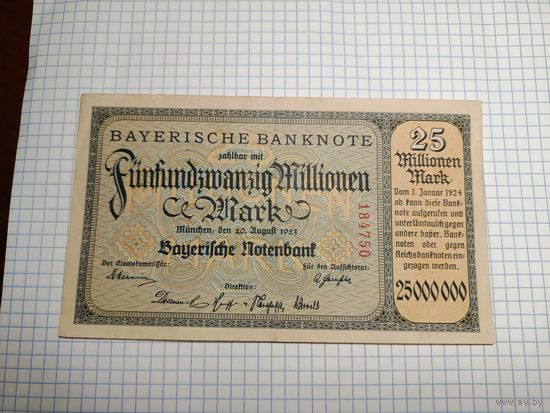 BAYERISCHE BANKNOTE
zahlbar mit
Fünfundzwanzig Millionen
Mark
München, den 20. August 1923
Bayerische Notenbank
Der Staatskommissär:
Für den Aufsichtsrat:
Direktion:
184750
25
Millionen
Mark
Vom 1. Januar 1924
ab kann diese Bank-
note aufgerufen und
unter Umtausch gegen
andere bayer. Bank-
noten oder gegen
Reichsbanknoten ein-
gezogen werden.
25000000
www.ay.by